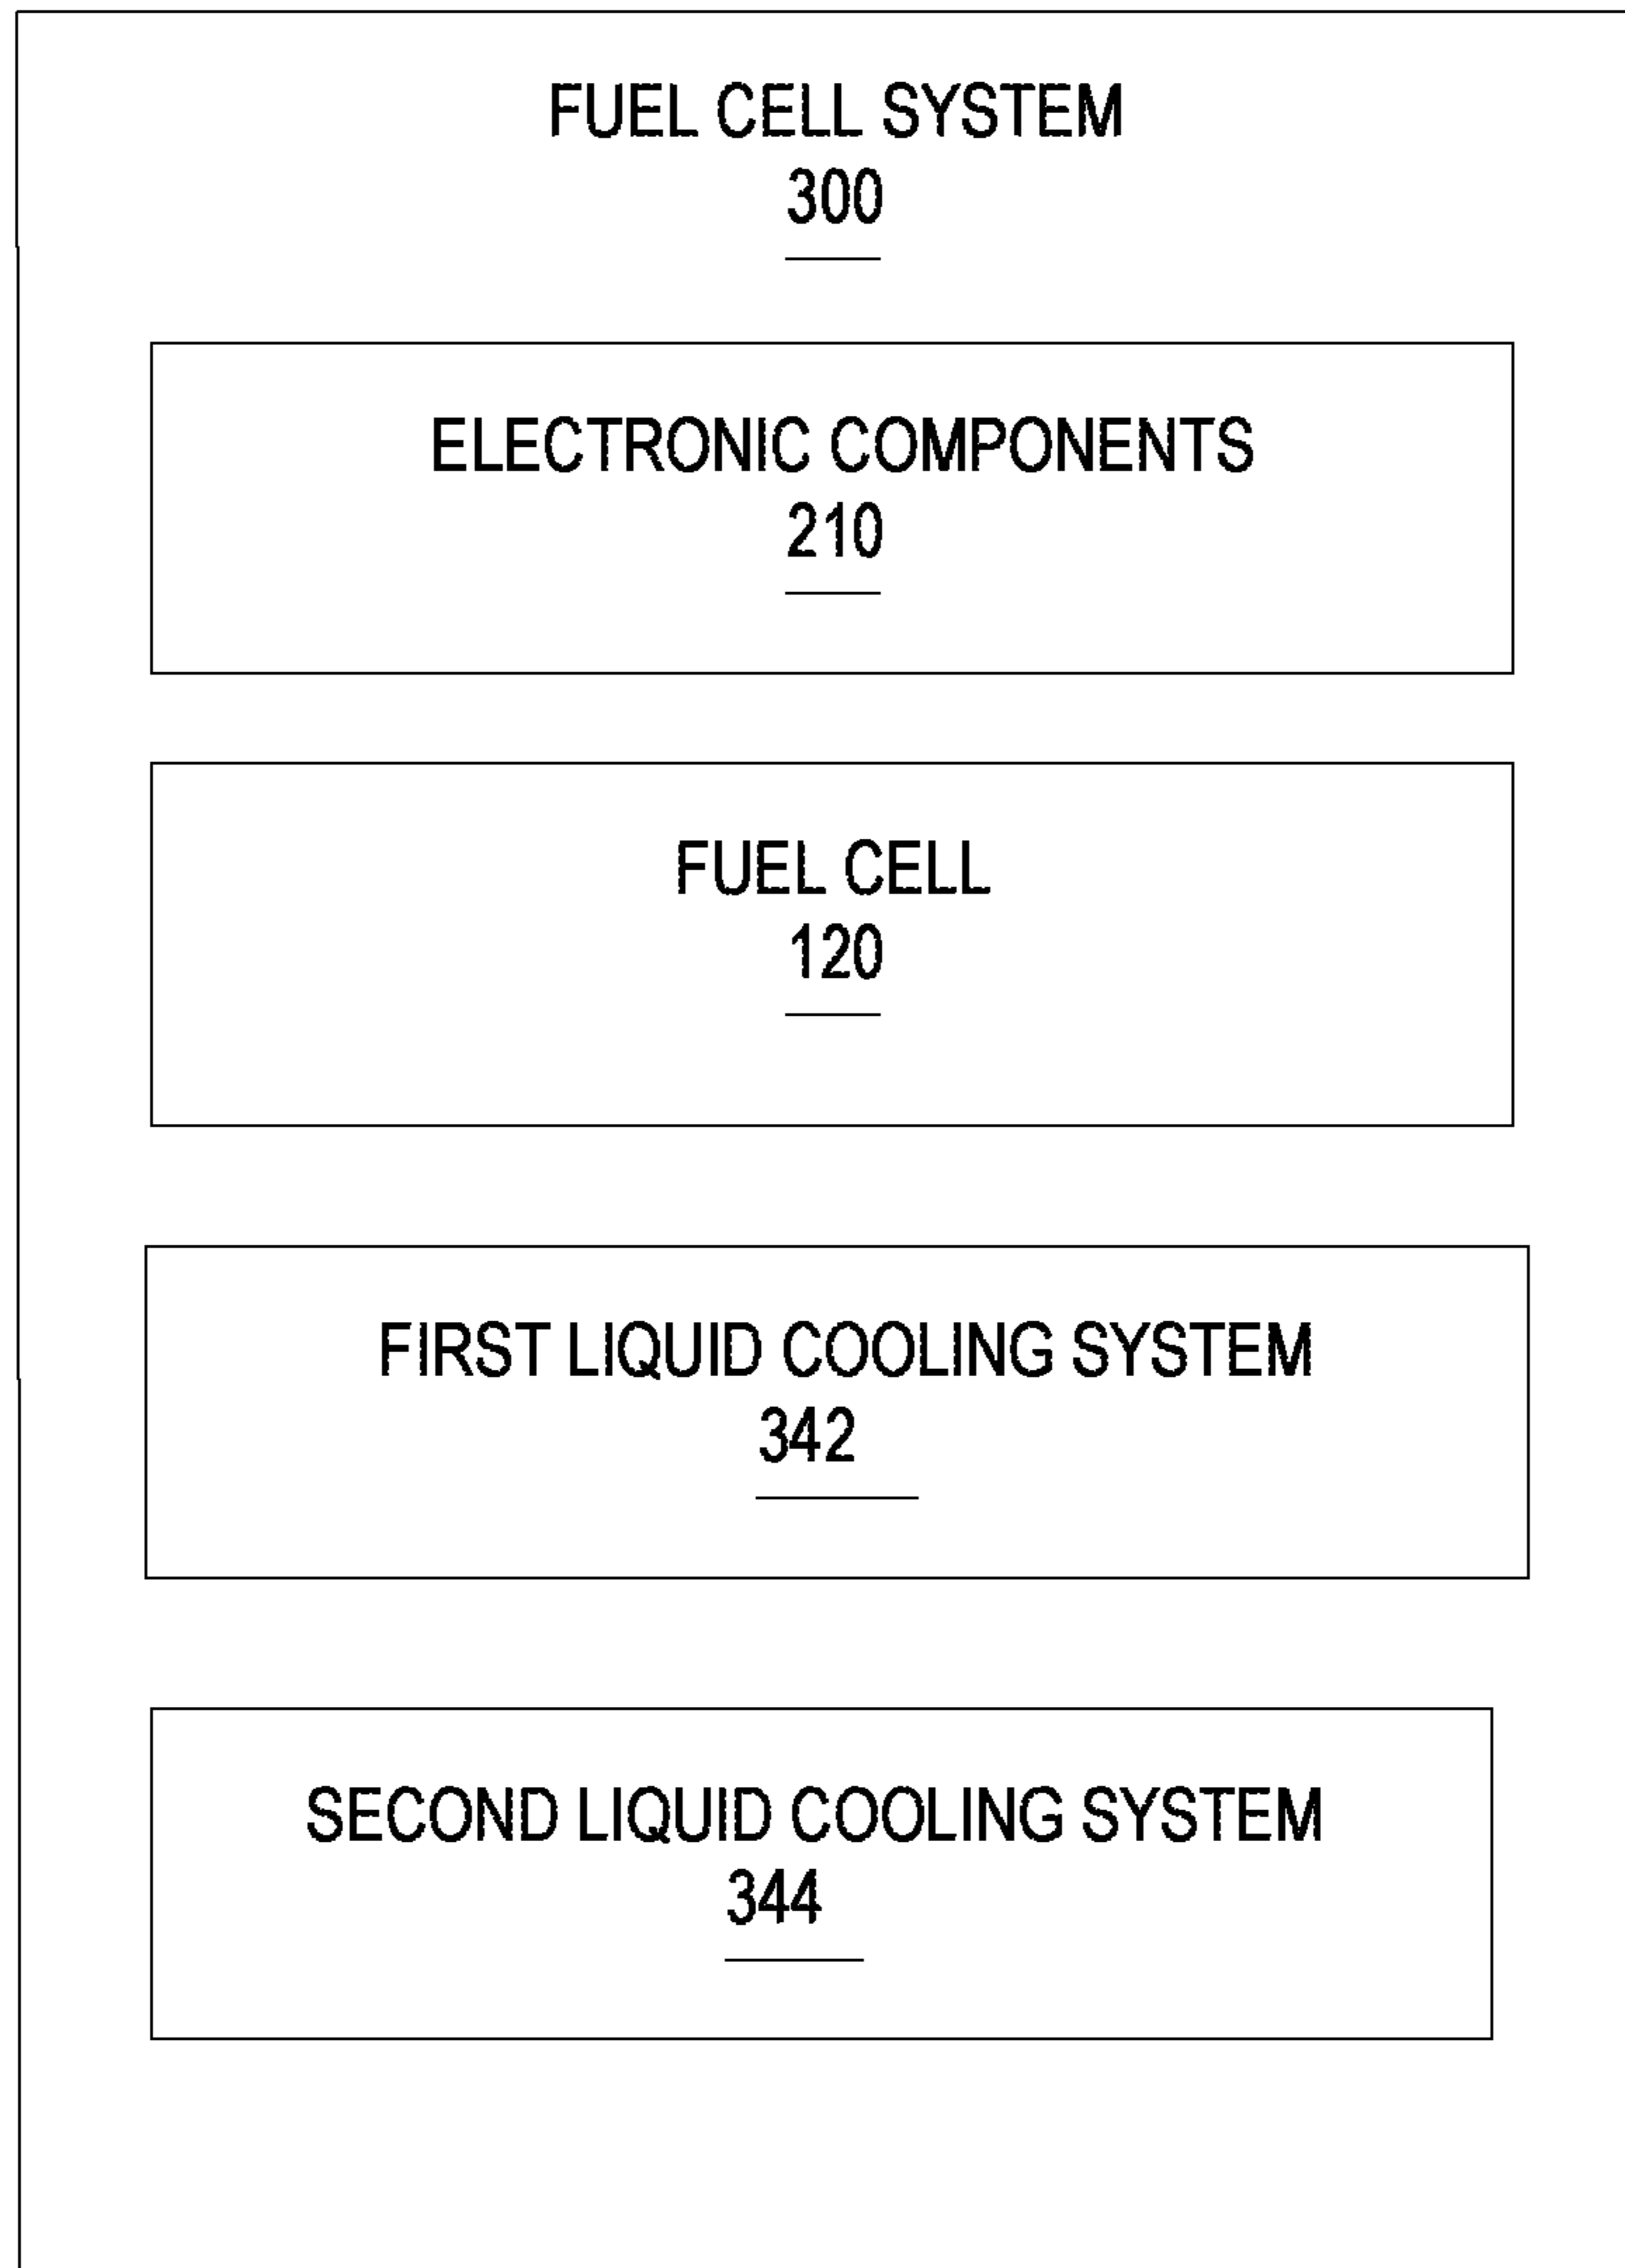 FUEL CELL SYSTEM
300
ELECTRONIC COMPONENTS
210
FUEL CELL
120
FIRST LIQUID COOLING SYSTEM
342
SECOND LIQUID COOLING SYSTEM
344